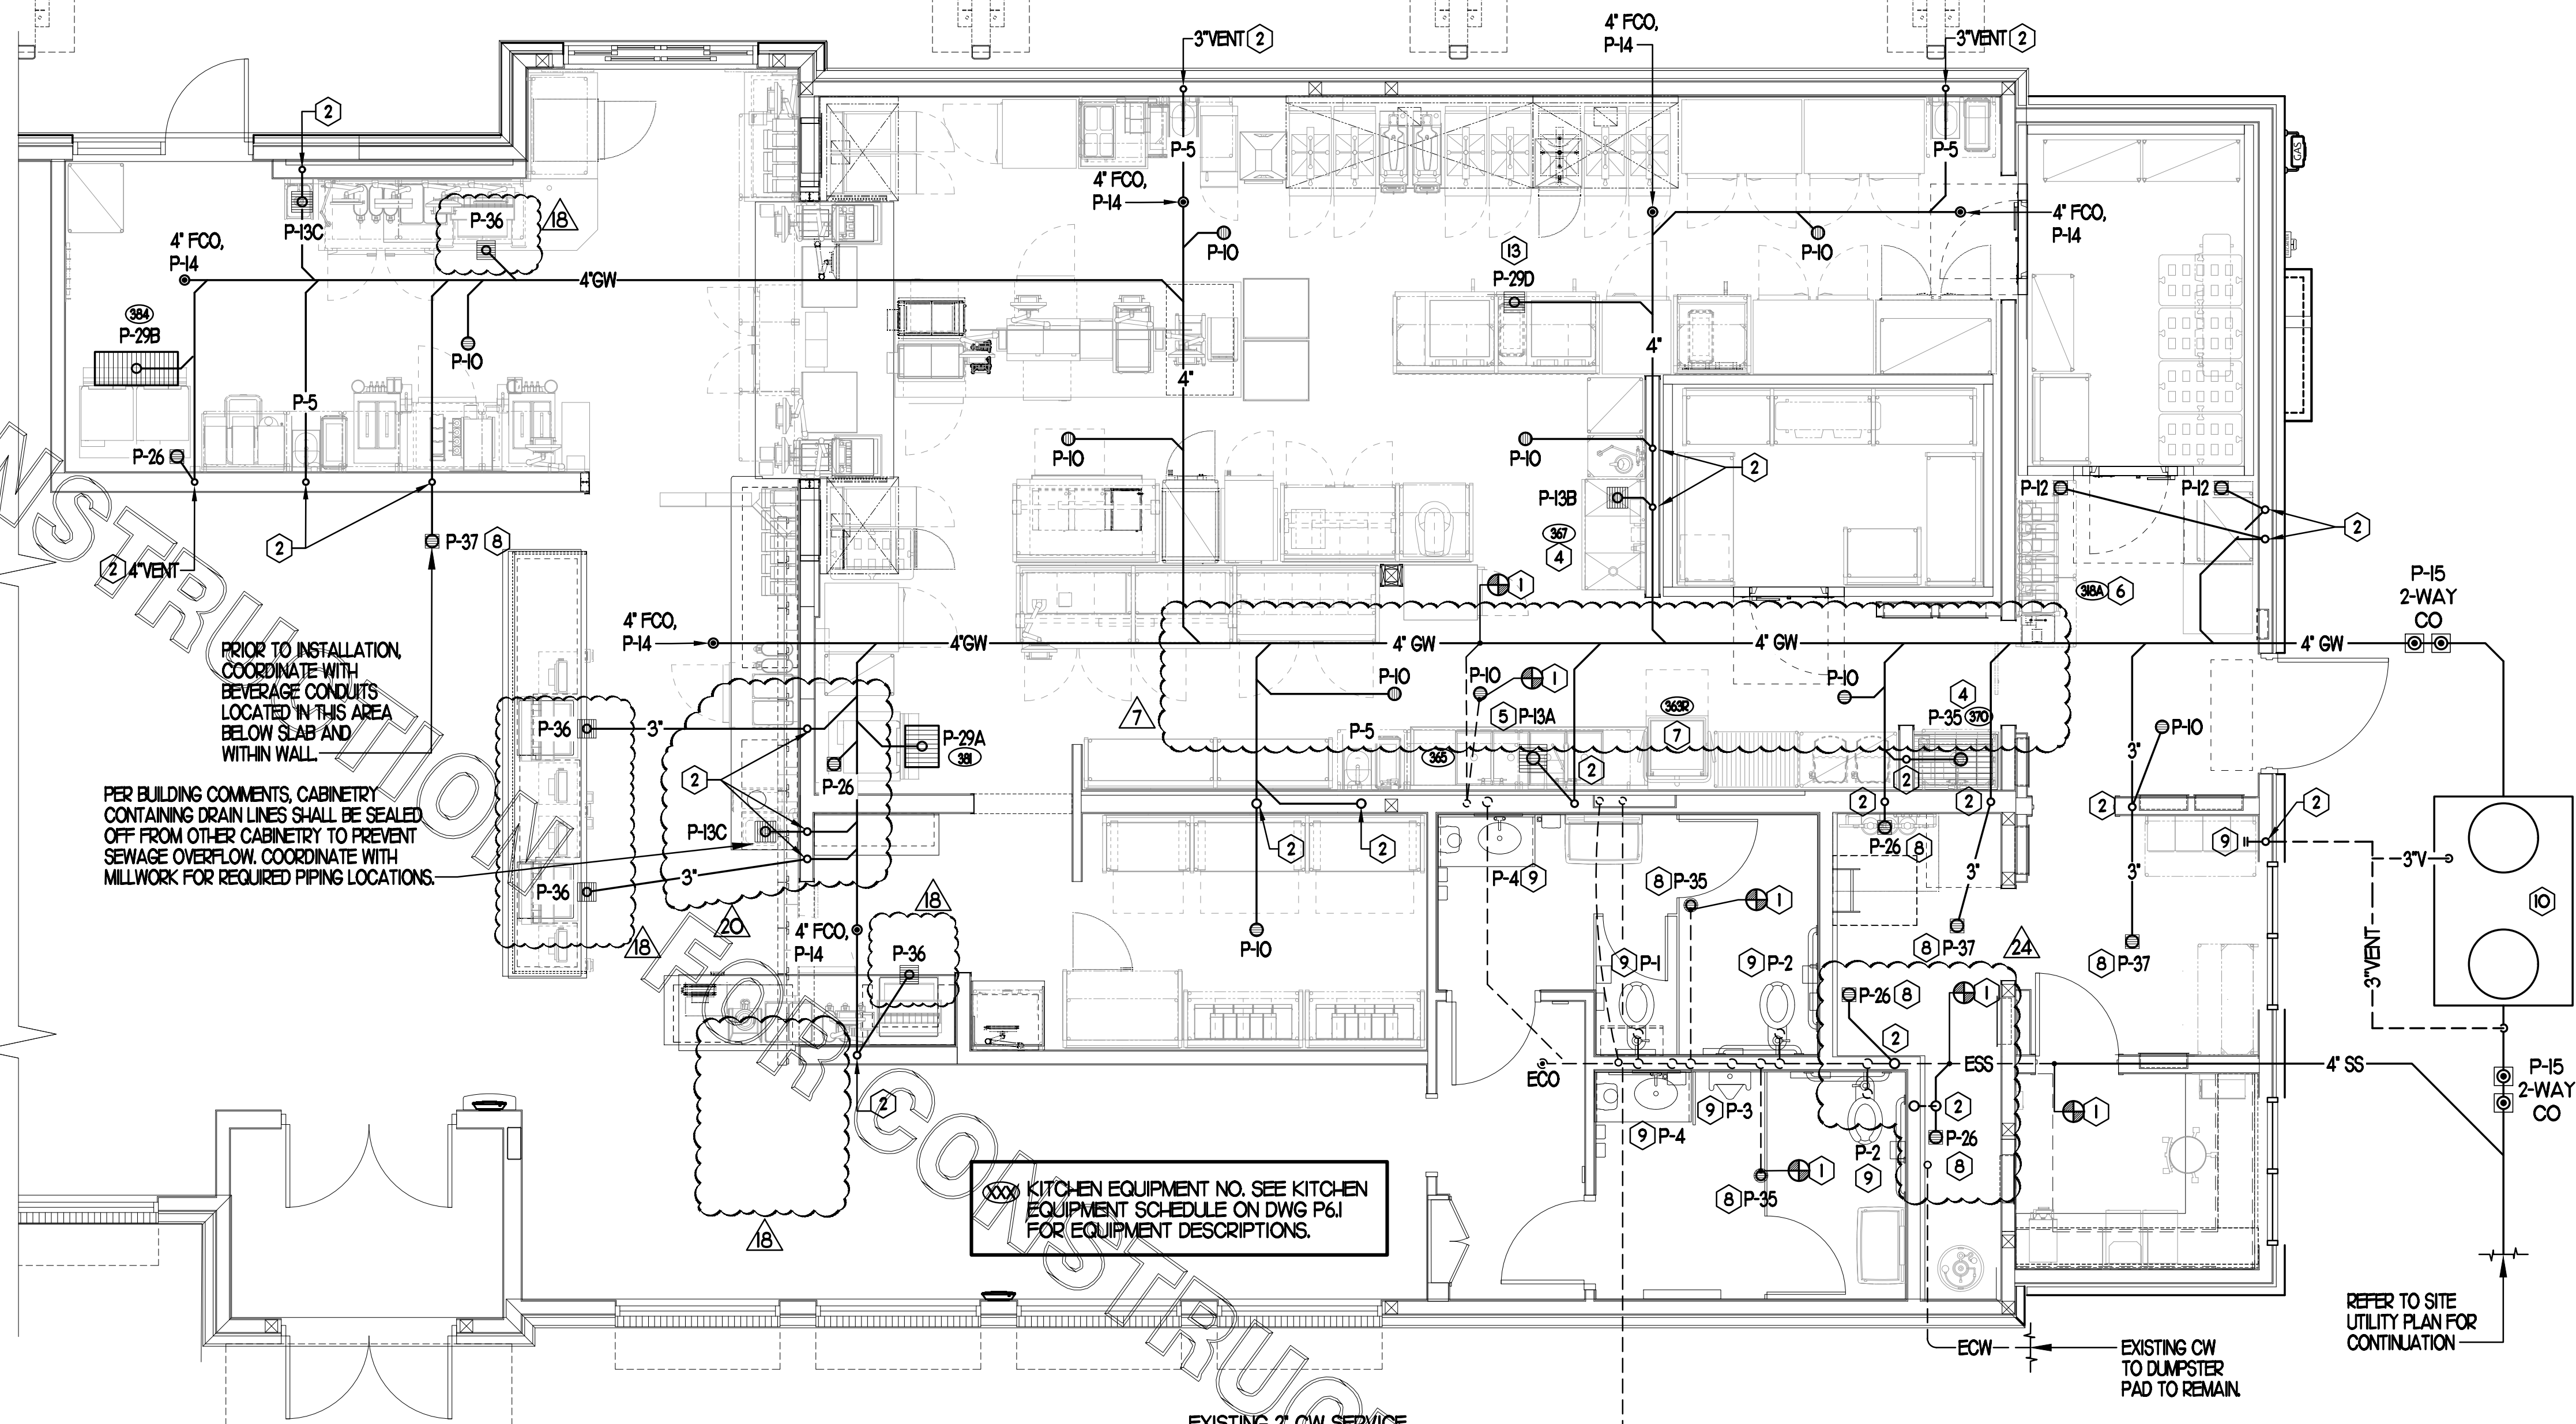 3"VENT 2
4" FCO,
P-14
3"VENT 2
GAS
2
P-5
P-5
4" FCO,
P-14
4" FCO,
P-14
P-13C
P-36
18
4" FCO,
P-14
P-10
P-10
13
P-29D
4"GW
384
P-29B
P-10
4"
4"
P-5
P-26
P-10
P-10
2
P-13B
P-12
P-12
367
4
2
2
P-37 8
2 4"VENT
1
318A 6
P-15
2-WAY
CO
4" FCO,
P-14
4"GW
4" GW
4" GW
4" GW
PRIOR TO INSTALLATION,
COORDINATE WITH
BEVERAGE CONDUITS
LOCATED IN THIS AREA
BELOW SLAB AND
WITHIN WALL.
P-10
P-10
1
P-10
363R
4
7
5 P-13A
7
P-35 370
P-36
3"
P-29A
381
P-5
365
P-10
3"
2
P-26
2
2
PER BUILDING COMMENTS, CABINETRY
CONTAINING DRAIN LINES SHALL BE SEALED
OFF FROM OTHER CABINETRY TO PREVENT
SEWAGE OVERFLOW. COORDINATE WITH
MILLWORK FOR REQUIRED PIPING LOCATIONS.
P-13C
3"
P-36
2
2
2
2
2
2
9
P-26 8
3"V
P-4 9
8 P-35
1
3"
3"
10
18
20
18
4" FCO,
P-14
P-36
P-10
9 P-1
9 P-2
8 P-37
24
8 P-37
3"VENT
P-26 8
1
2
ECO
ESS
4" SS
P-15
2-WAY
CO
2
9 P-3
9 P-4
2
1
P-26
8
P-2
9
1
8 P-35
XXX KITCHEN EQUIPMENT NO. SEE KITCHEN
EQUIPMENT SCHEDULE ON DWG P6.1
FOR EQUIPMENT DESCRIPTIONS.
18
REFER TO SITE
UTILITY PLAN FOR
CONTINUATION
ECW
EXISTING CW
TO DUMPSTER
PAD TO REMAIN.
EXISTING 2" CW SERVICE
NSTRUCTION
FOR CONSTRUC